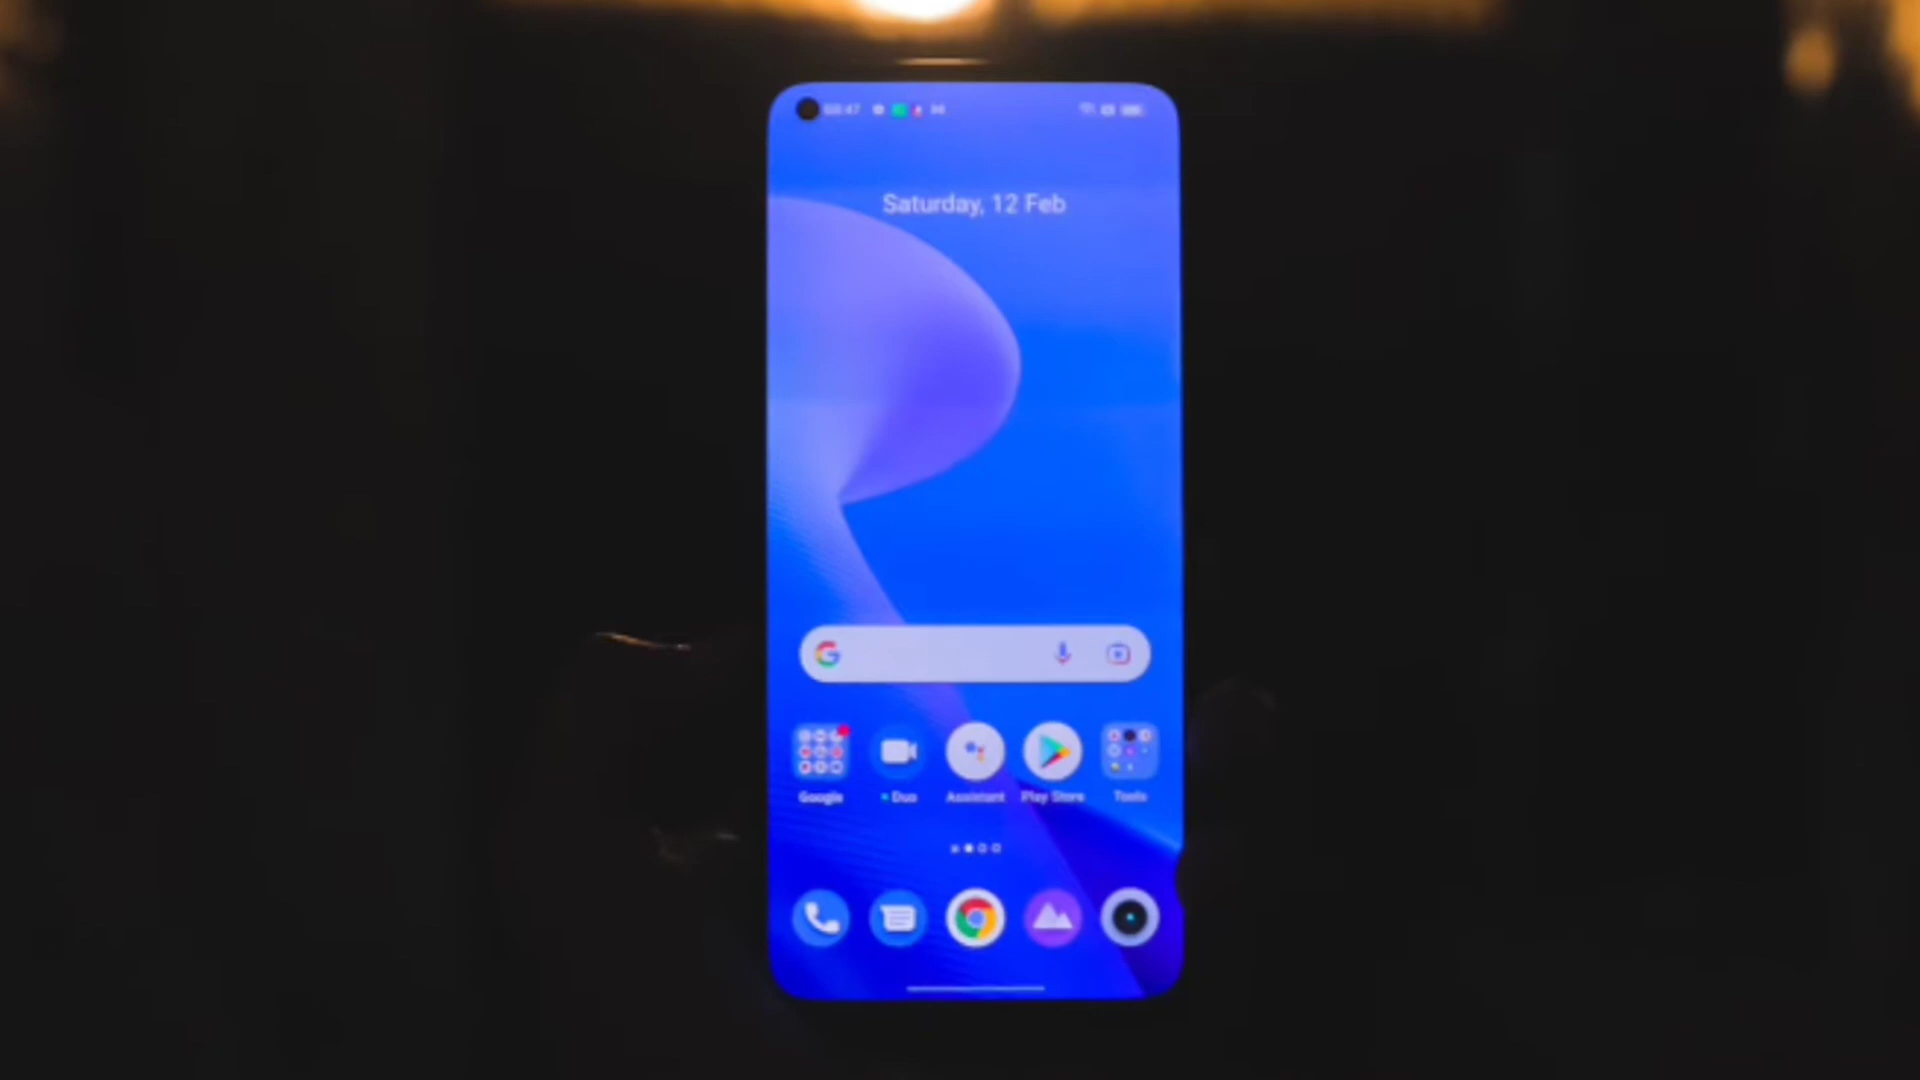 Saturday, 12 Feb
Google
Duo
Assistant
Play Store
Tools